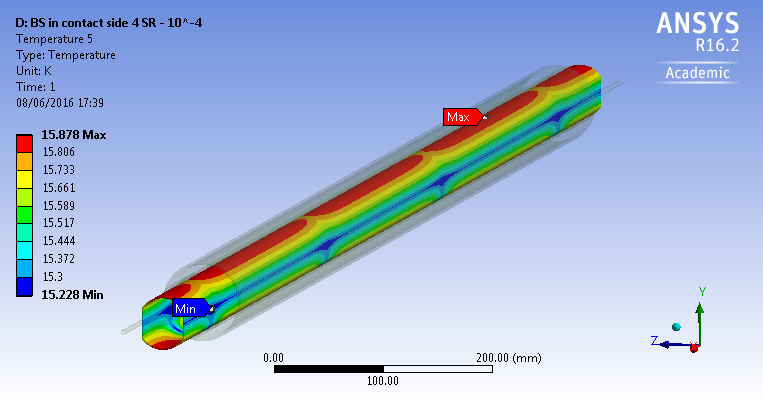 D: BS in contact side 4 SR - 10^-4
Temperature 5
Type: Temperature
Unit: K
Time: 1
08/06/2016 17:39
15.878 Max
15.806
15.733
15.661
15.589
15.517
15.444
15.372
15.3
15.228 Min
ANSYS
R16.2
Academic
Max
Min
0.00
200.00 (mm)
100.00
Y
Z
X